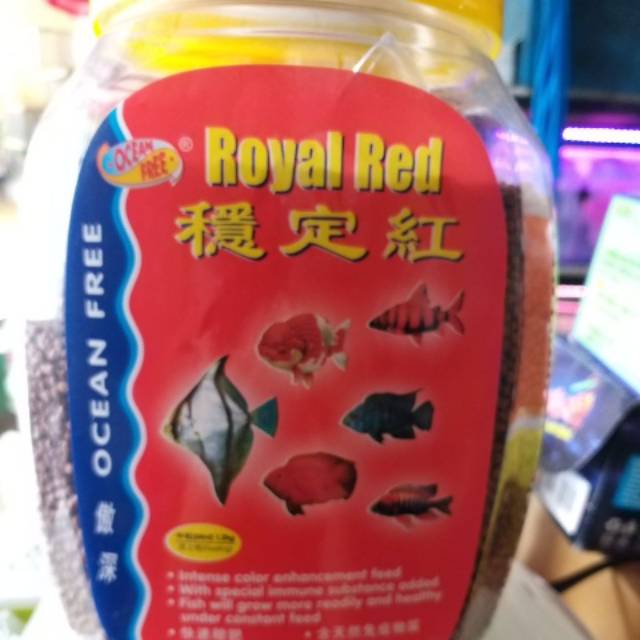 OCEAN
FREE
®
Royal Red
穩定紅
OCEAN FREE
• Intense color enhancement feed
• With special immune substance added
• Fish will grow more readily and healthy
under constant feed